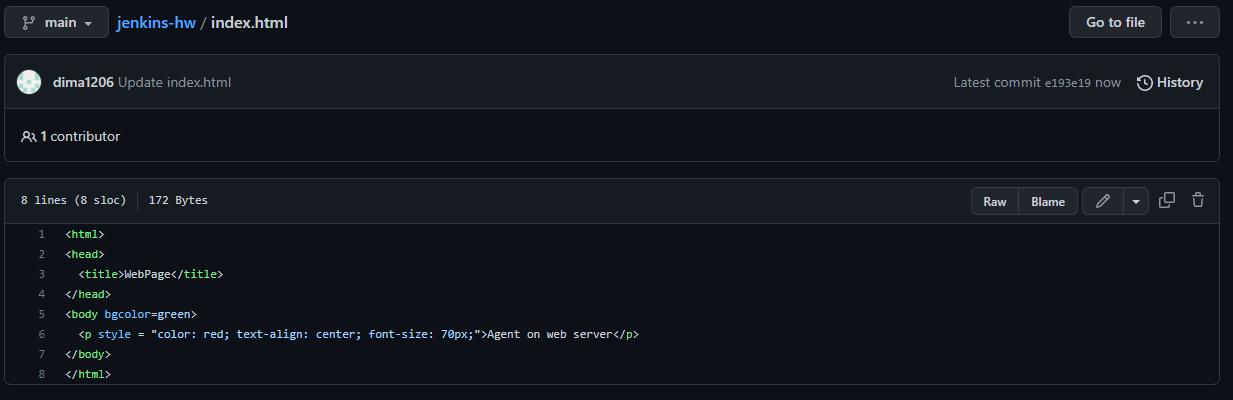 main jenkins-hw / index.html Go to file ...
dima1206 Update index.html Latest commit e193e19 now History
1 contributor
8 lines (8 sloc) 172 Bytes Raw Blame
1 <html>
2 <head>
3   <title>WebPage</title>
4 </head>
5 <body bgcolor=green>
6   <p style = "color: red; text-align: center; font-size: 70px;">Agent on web server</p>
7 </body>
8 </html>